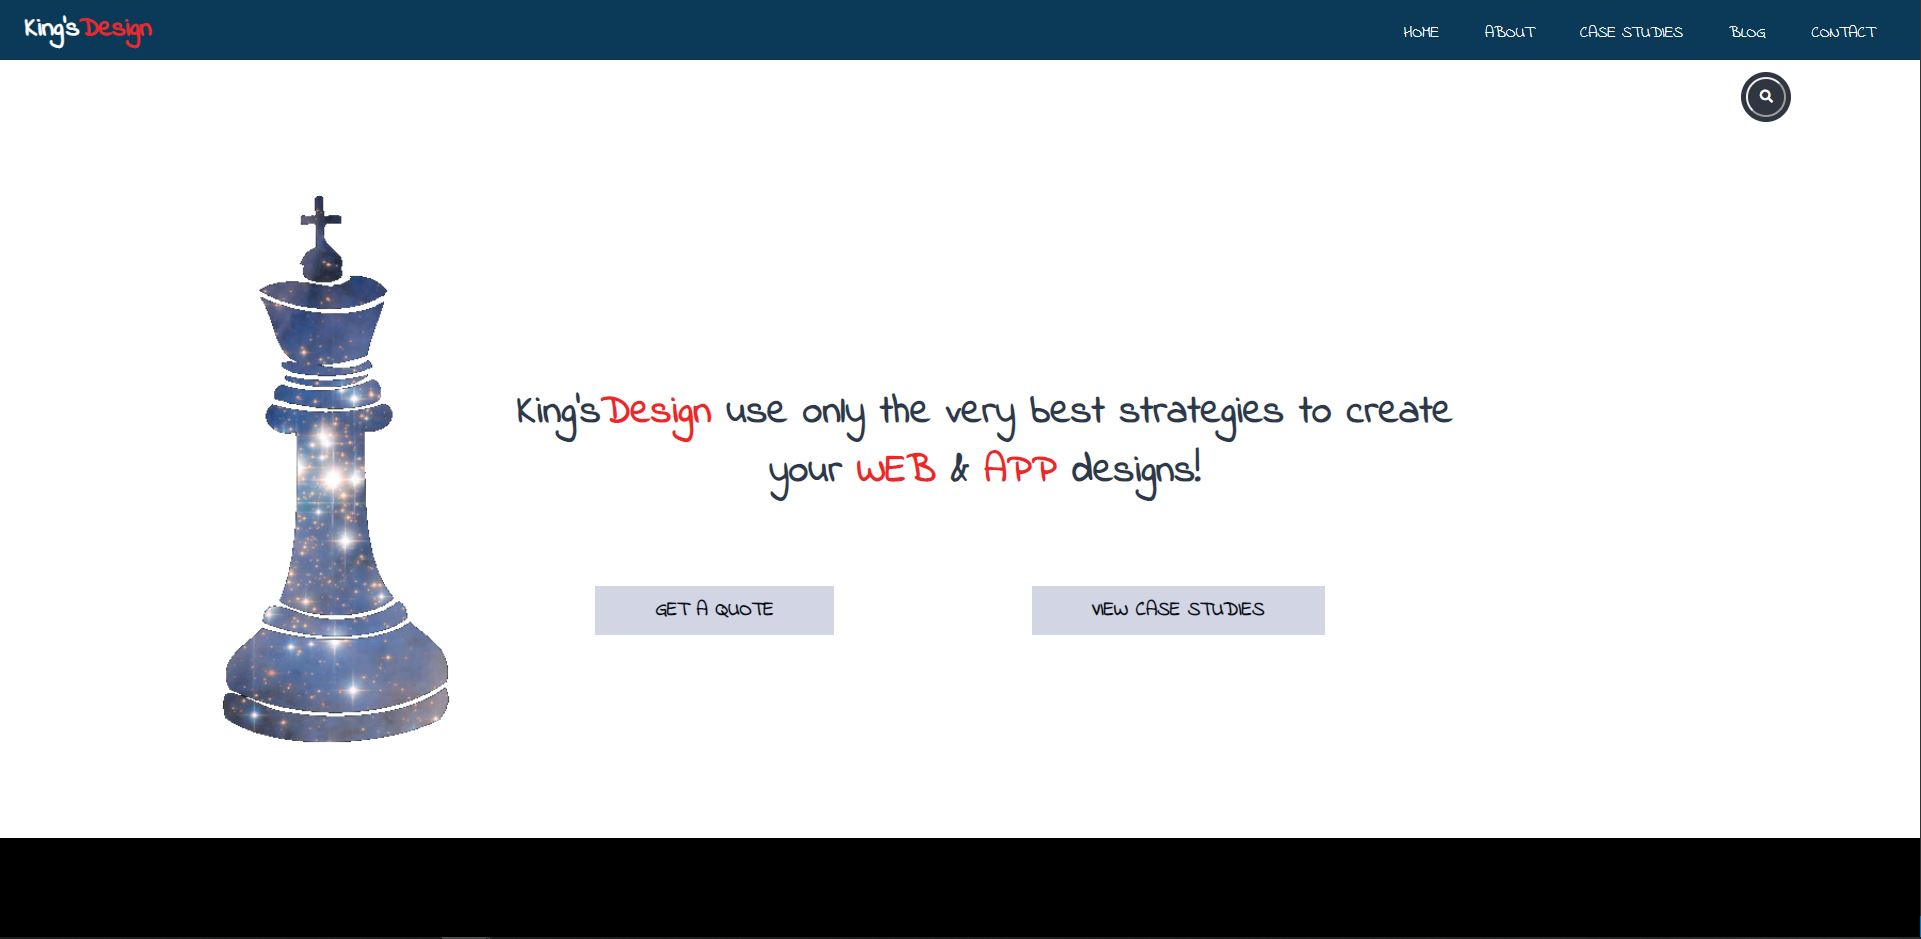 King'sDesign
HOME ABOUT CASE STUDIES BLOG CONTACT
King'sDesign use only the very best strategies to create
your WEB & APP designs!
GET A QUOTE
VIEW CASE STUDIES